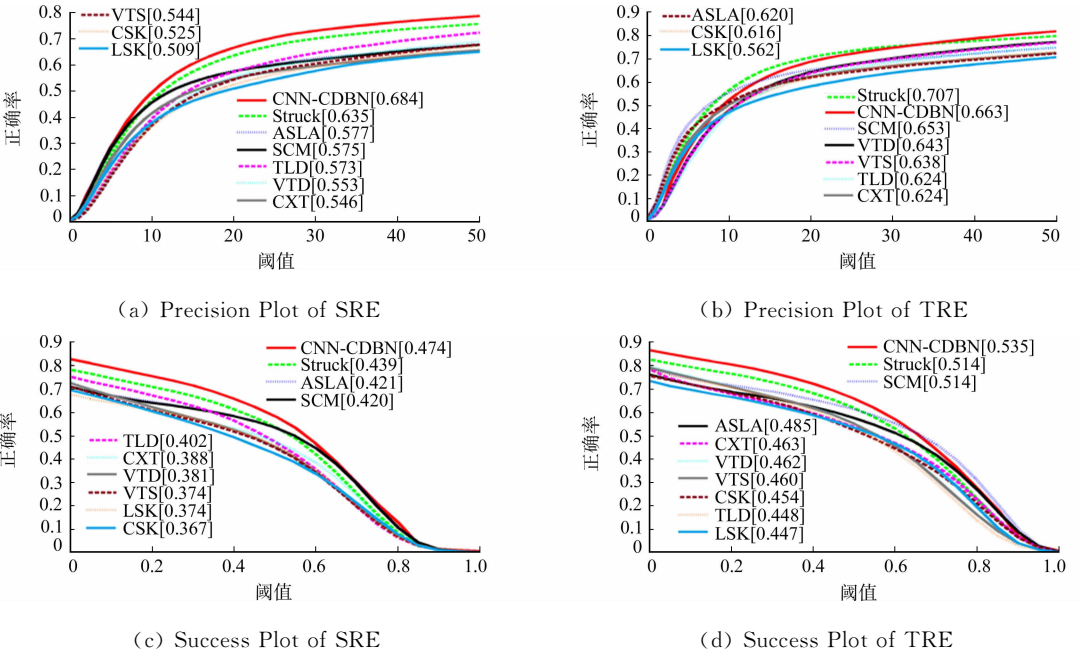 VTS[0.544]
CSK[0.525]
LSK[0.509]
CNN-CDBN[0.684]
Struck[0.635]
ASLA[0.577]
SCM[0.575]
TLD[0.573]
VTD[0.553]
CXT[0.546]
正确率
0.8
0.7
0.6
0.5
0.4
0.3
0.2
0.1
0
0 10 20 30 40 50
阈值
(a) Precision Plot of SRE
ASLA[0.620]
CSK[0.616]
LSK[0.562]
Struck[0.707]
CNN-CDBN[0.663]
SCM[0.653]
VTD[0.643]
VTS[0.638]
TLD[0.624]
CXT[0.624]
正确率
0.9
0.8
0.7
0.6
0.5
0.4
0.3
0.2
0.1
0
0 10 20 30 40 50
阈值
(b) Precision Plot of TRE
CNN-CDBN[0.474]
Struck[0.439]
ASLA[0.421]
SCM[0.420]
TLD[0.402]
CXT[0.388]
VTD[0.381]
VTS[0.374]
LSK[0.374]
CSK[0.367]
正确率
0.9
0.8
0.7
0.6
0.5
0.4
0.3
0.2
0.1
0
0 0.2 0.4 0.6 0.8 1.0
阈值
(c) Success Plot of SRE
CNN-CDBN[0.535]
Struck[0.514]
SCM[0.514]
ASLA[0.485]
CXT[0.463]
VTD[0.462]
VTS[0.460]
CSK[0.454]
TLD[0.448]
LSK[0.447]
正确率
0.9
0.8
0.7
0.6
0.5
0.4
0.3
0.2
0.1
0
0 0.2 0.4 0.6 0.8 1.0
阈值
(d) Success Plot of TRE